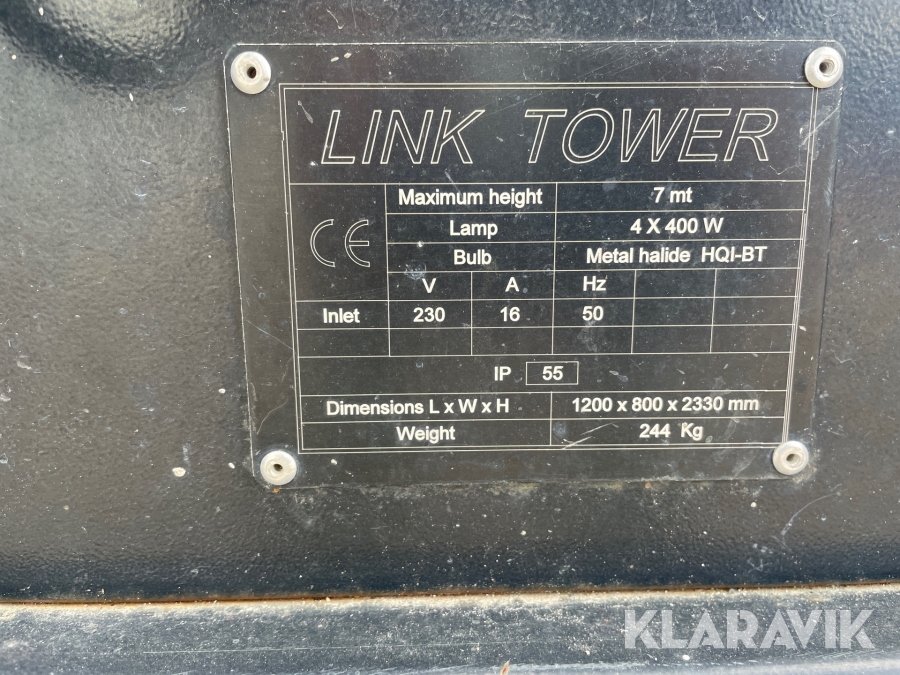 LINK TOWER
CE
Maximum height 7 mt
Lamp 4 X 400 W
Bulb Metal halide HQI-BT
V A Hz
Inlet 230 16 50
IP 55
Dimensions L x W x H 1200 x 800 x 2330 mm
Weight 244 Kg
KLARAVIK